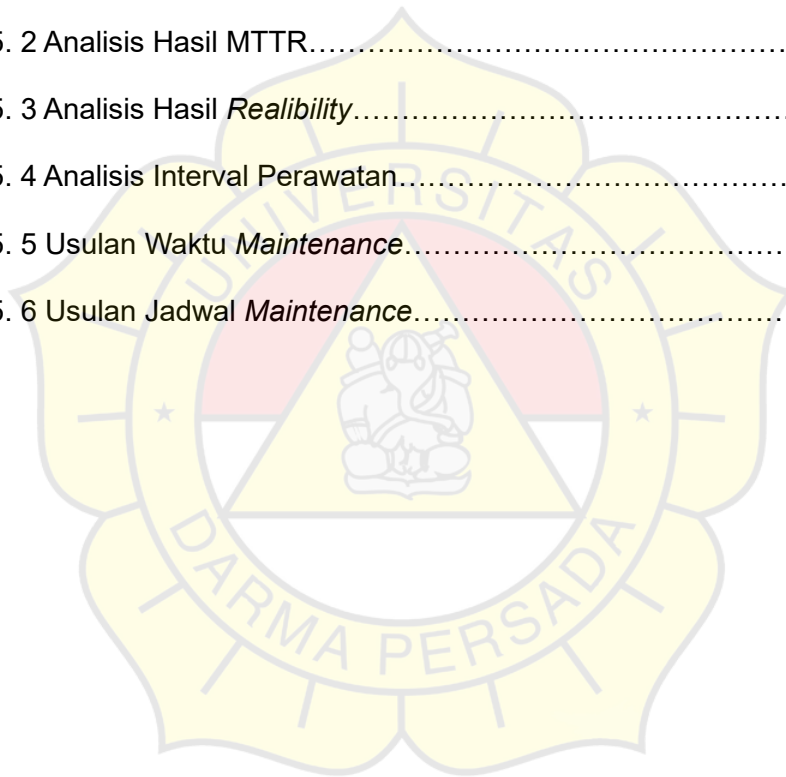 5. 2 Analisis Hasil MTTR……………………………………………
5. 3 Analisis Hasil Realibility………………………………………
5. 4 Analisis Interval Perawatan……………………………………
5. 5 Usulan Waktu Maintenance……………………………………
5. 6 Usulan Jadwal Maintenance……………………………………
UNIVERSITAS
DARMA PERSADA